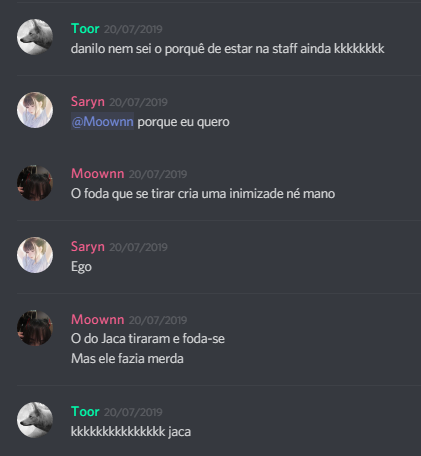 Toor 20/07/2019
danilo nem sei o porquê de estar na staff ainda kkkkkkkk
Saryn 20/07/2019
@Moownn porque eu quero
Moownn 20/07/2019
O foda que se tirar cria uma inimizade né mano
Saryn 20/07/2019
Ego
Moownn 20/07/2019
O do Jaca tiraram e foda-se
Mas ele fazia merda
Toor 20/07/2019
kkkkkkkkkkkkkkk jaca